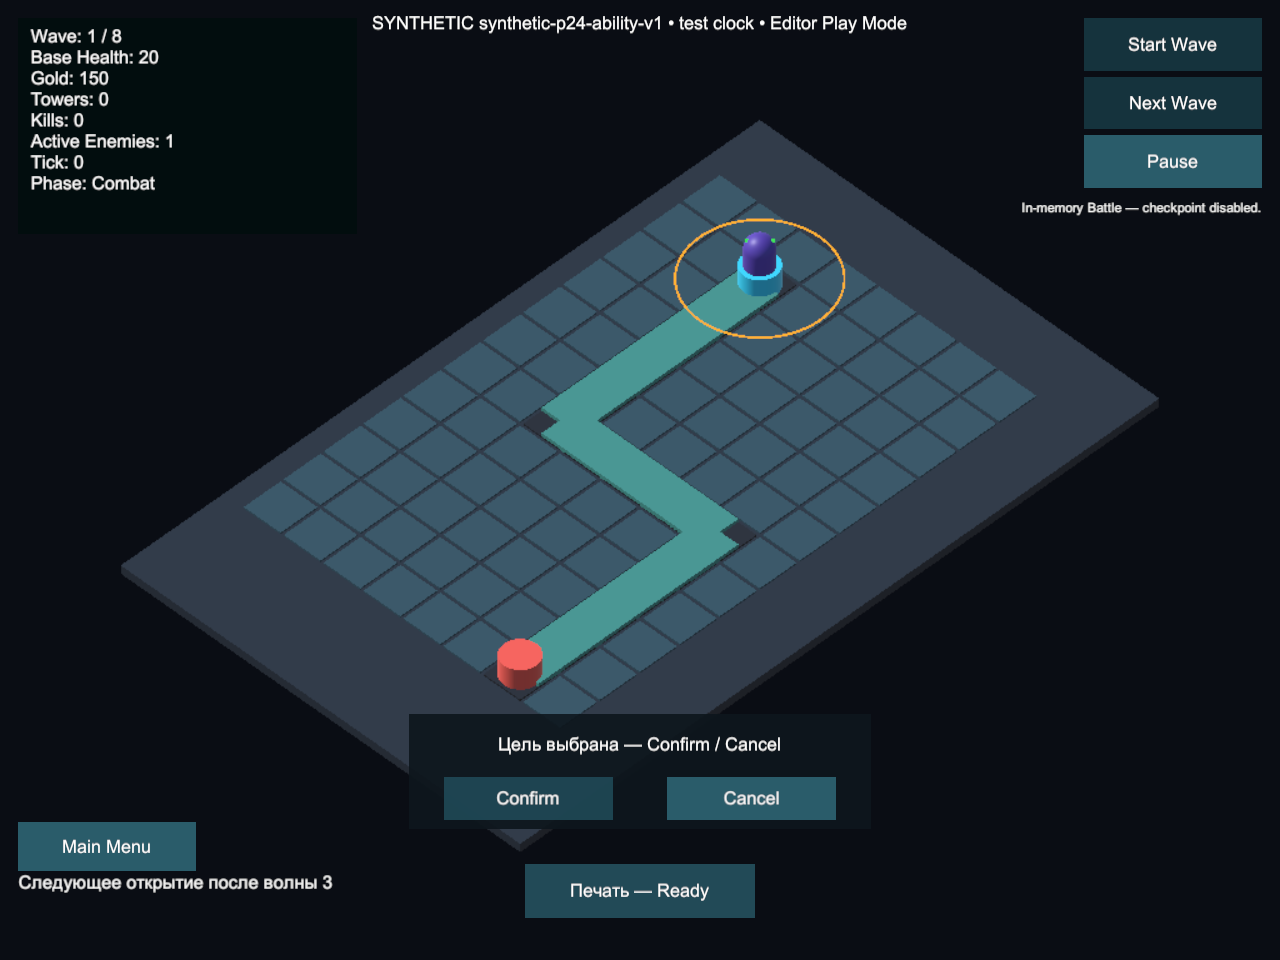 SYNTHETIC synthetic-p24-ability-v1 • test clock • Editor Play Mode
Wave: 1 / 8
Base Health: 20
Gold: 150
Towers: 0
Kills: 0
Active Enemies: 1
Tick: 0
Phase: Combat
Start Wave
Next Wave
Pause
In-memory Battle — checkpoint disabled.
Цель выбрана — Confirm / Cancel
Confirm
Cancel
Main Menu
Следующее открытие после волны 3
Печать — Ready